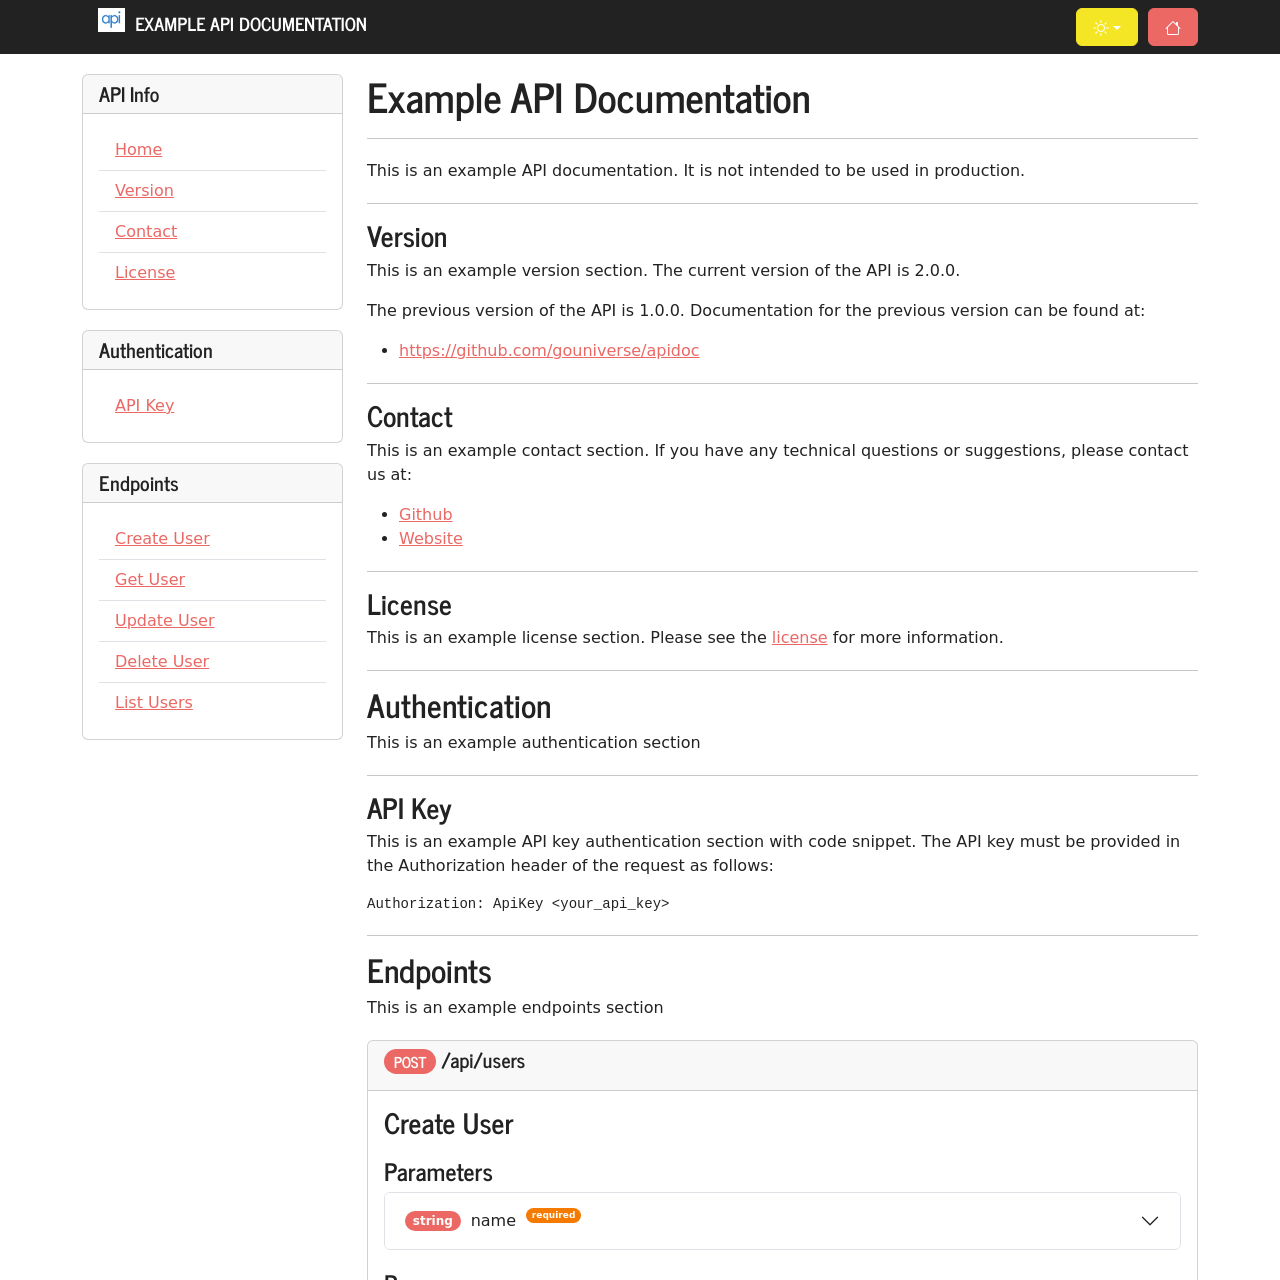 api EXAMPLE API DOCUMENTATION
API Info
Home
Version
Contact
License
Authentication
API Key
Endpoints
Create User
Get User
Update User
Delete User
List Users
Example API Documentation
This is an example API documentation. It is not intended to be used in production.
Version
This is an example version section. The current version of the API is 2.0.0.
The previous version of the API is 1.0.0. Documentation for the previous version can be found at:
https://github.com/gouniverse/apidoc
Contact
This is an example contact section. If you have any technical questions or suggestions, please contact
us at:
Github
Website
License
This is an example license section. Please see the license for more information.
Authentication
This is an example authentication section
API Key
This is an example API key authentication section with code snippet. The API key must be provided in
the Authorization header of the request as follows:
Authorization: ApiKey <your_api_key>
Endpoints
This is an example endpoints section
POST /api/users
Create User
Parameters
string name required